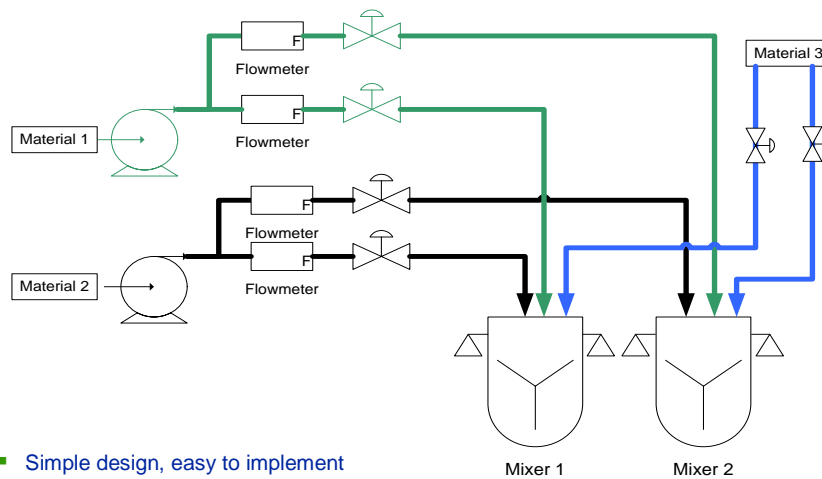 F
Flowmeter
Material 3
F
Flowmeter
Material 1
F
Flowmeter
F
Flowmeter
Material 2
Simple design, easy to implement
Mixer 1
Mixer 2